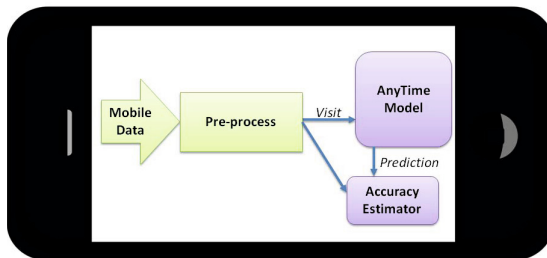 Mobile
Data
Pre-process
Visit
AnyTime
Model
Prediction
Accuracy
Estimator